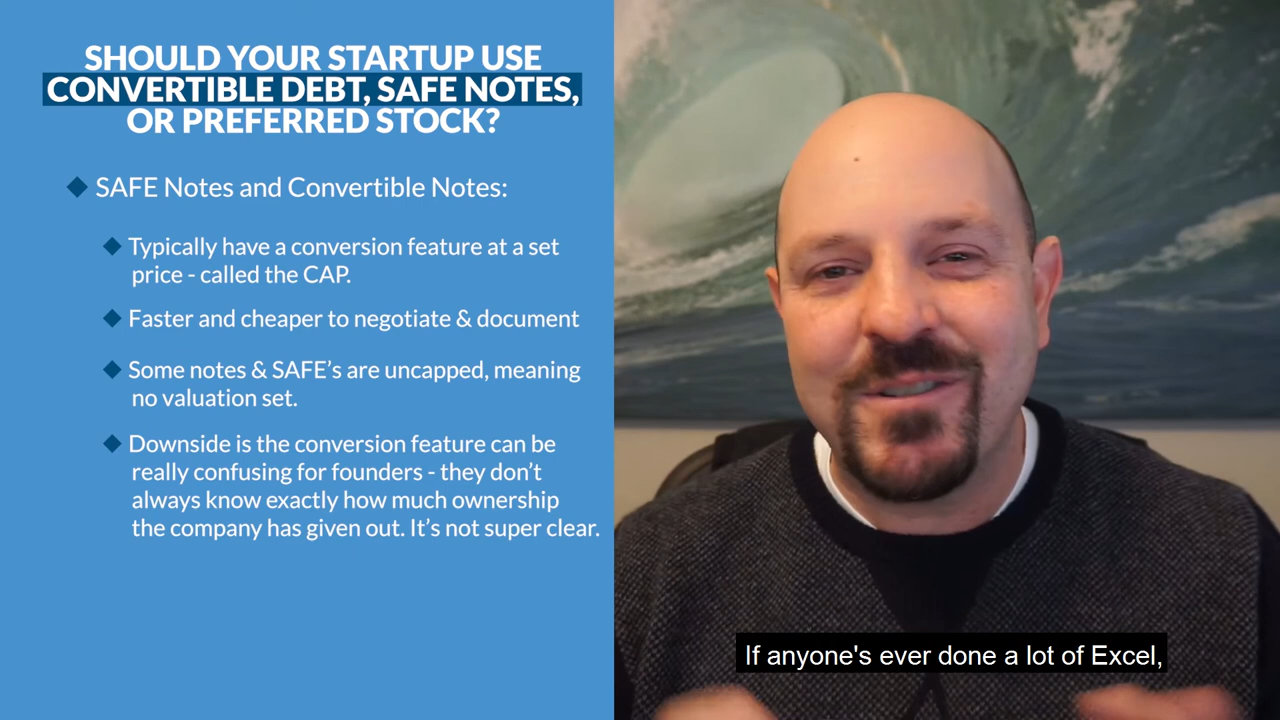 SHOULD YOUR STARTUP USE
CONVERTIBLE DEBT, SAFE NOTES,
OR PREFERRED STOCK?
SAFE Notes and Convertible Notes:
Typically have a conversion feature at a set
price - called the CAP.
Faster and cheaper to negotiate & document
Some notes & SAFE’s are uncapped, meaning
no valuation set.
Downside is the conversion feature can be
really confusing for founders - they don’t
always know exactly how much ownership
the company has given out. It’s not super clear.
If anyone's ever done a lot of Excel,